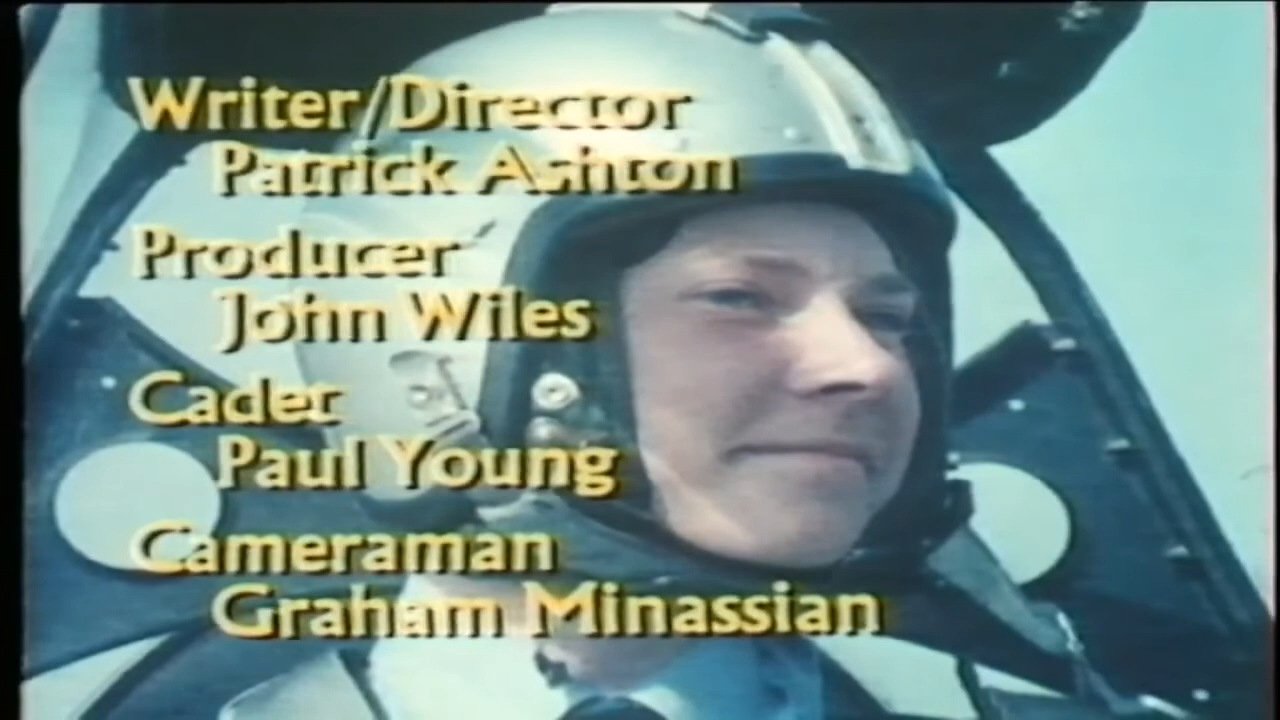 Writer/Director
Patrick Ashton
Producer
John Wiles
Cadet
Paul Young
Cameraman
Graham Minassian